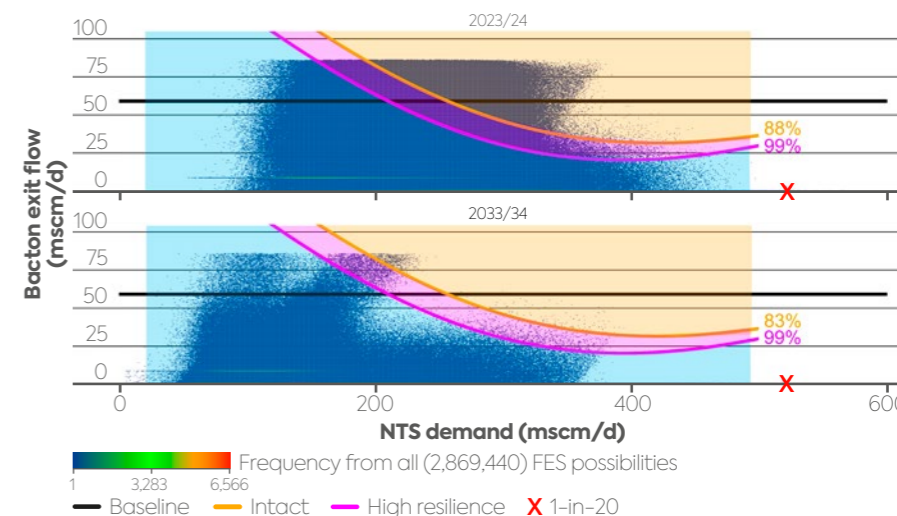 2023/24
100
75
50
25
0
88%
99%
Bacton exit flow
(mscm/d)
2033/34
100
75
50
25
0
83%
99%
0 200 400 600
NTS demand (mscm/d)
Frequency from all (2,869,440) FES possibilities
1 3,283 6,566
Baseline Intact High resilience X 1-in-20